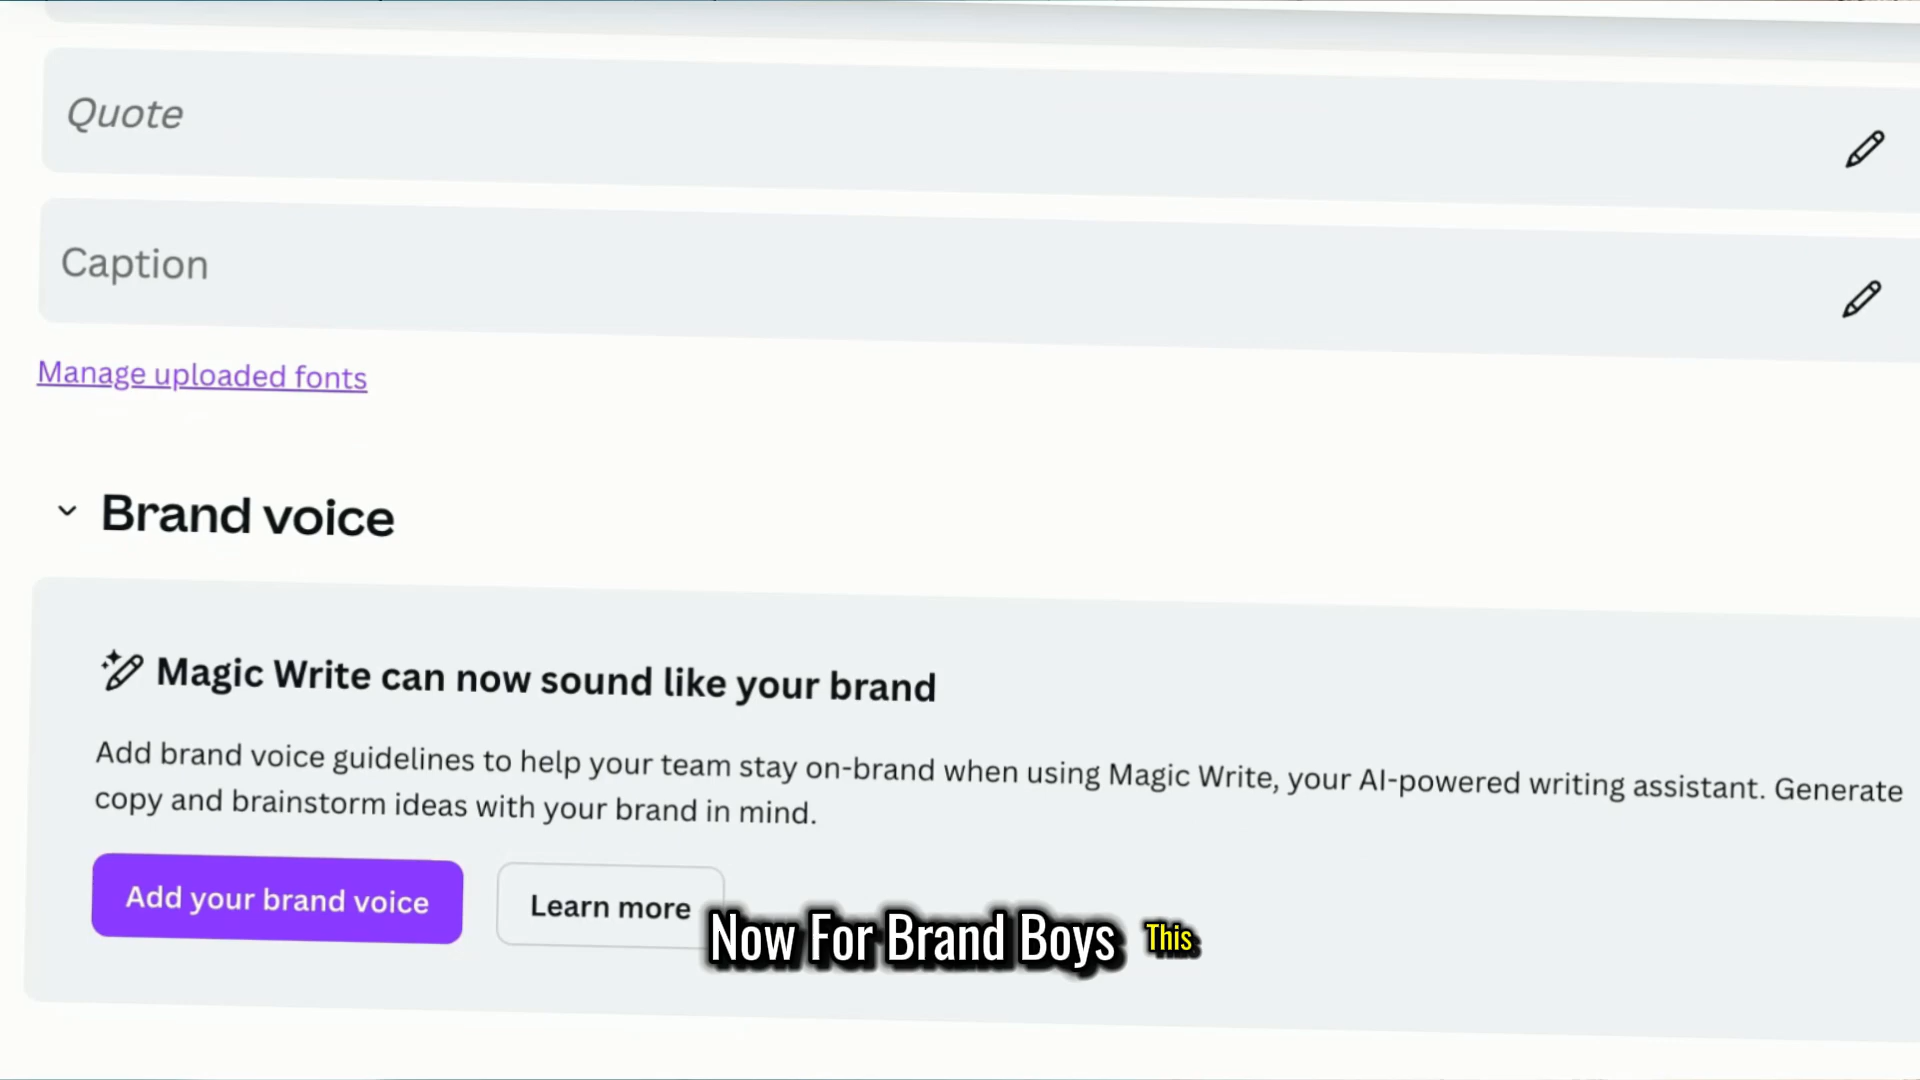 Quote
Caption
Manage uploaded fonts
Brand voice
Magic Write can now sound like your brand
Add brand voice guidelines to help your team stay on-brand when using Magic Write, your AI-powered writing assistant. Generate
copy and brainstorm ideas with your brand in mind.
Add your brand voice
Learn more
Now For Brand Boys This